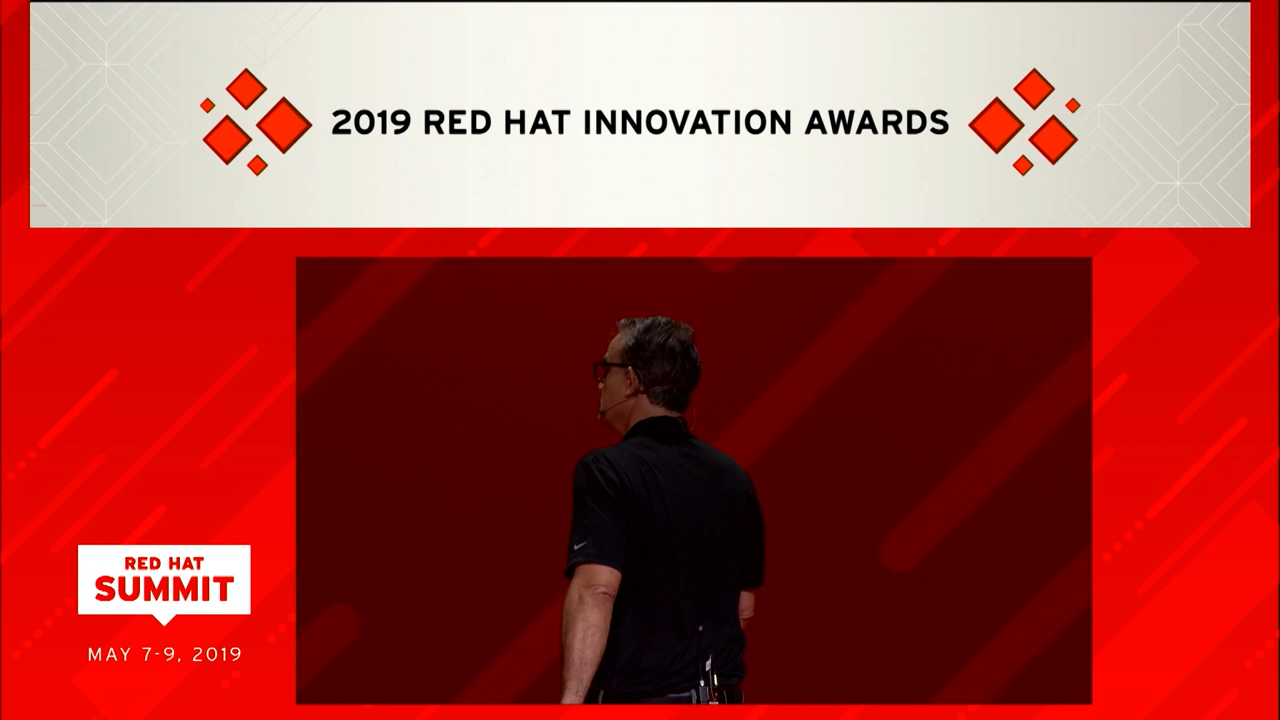 2019 RED HAT INNOVATION AWARDS
RED HAT
SUMMIT
MAY 7-9, 2019